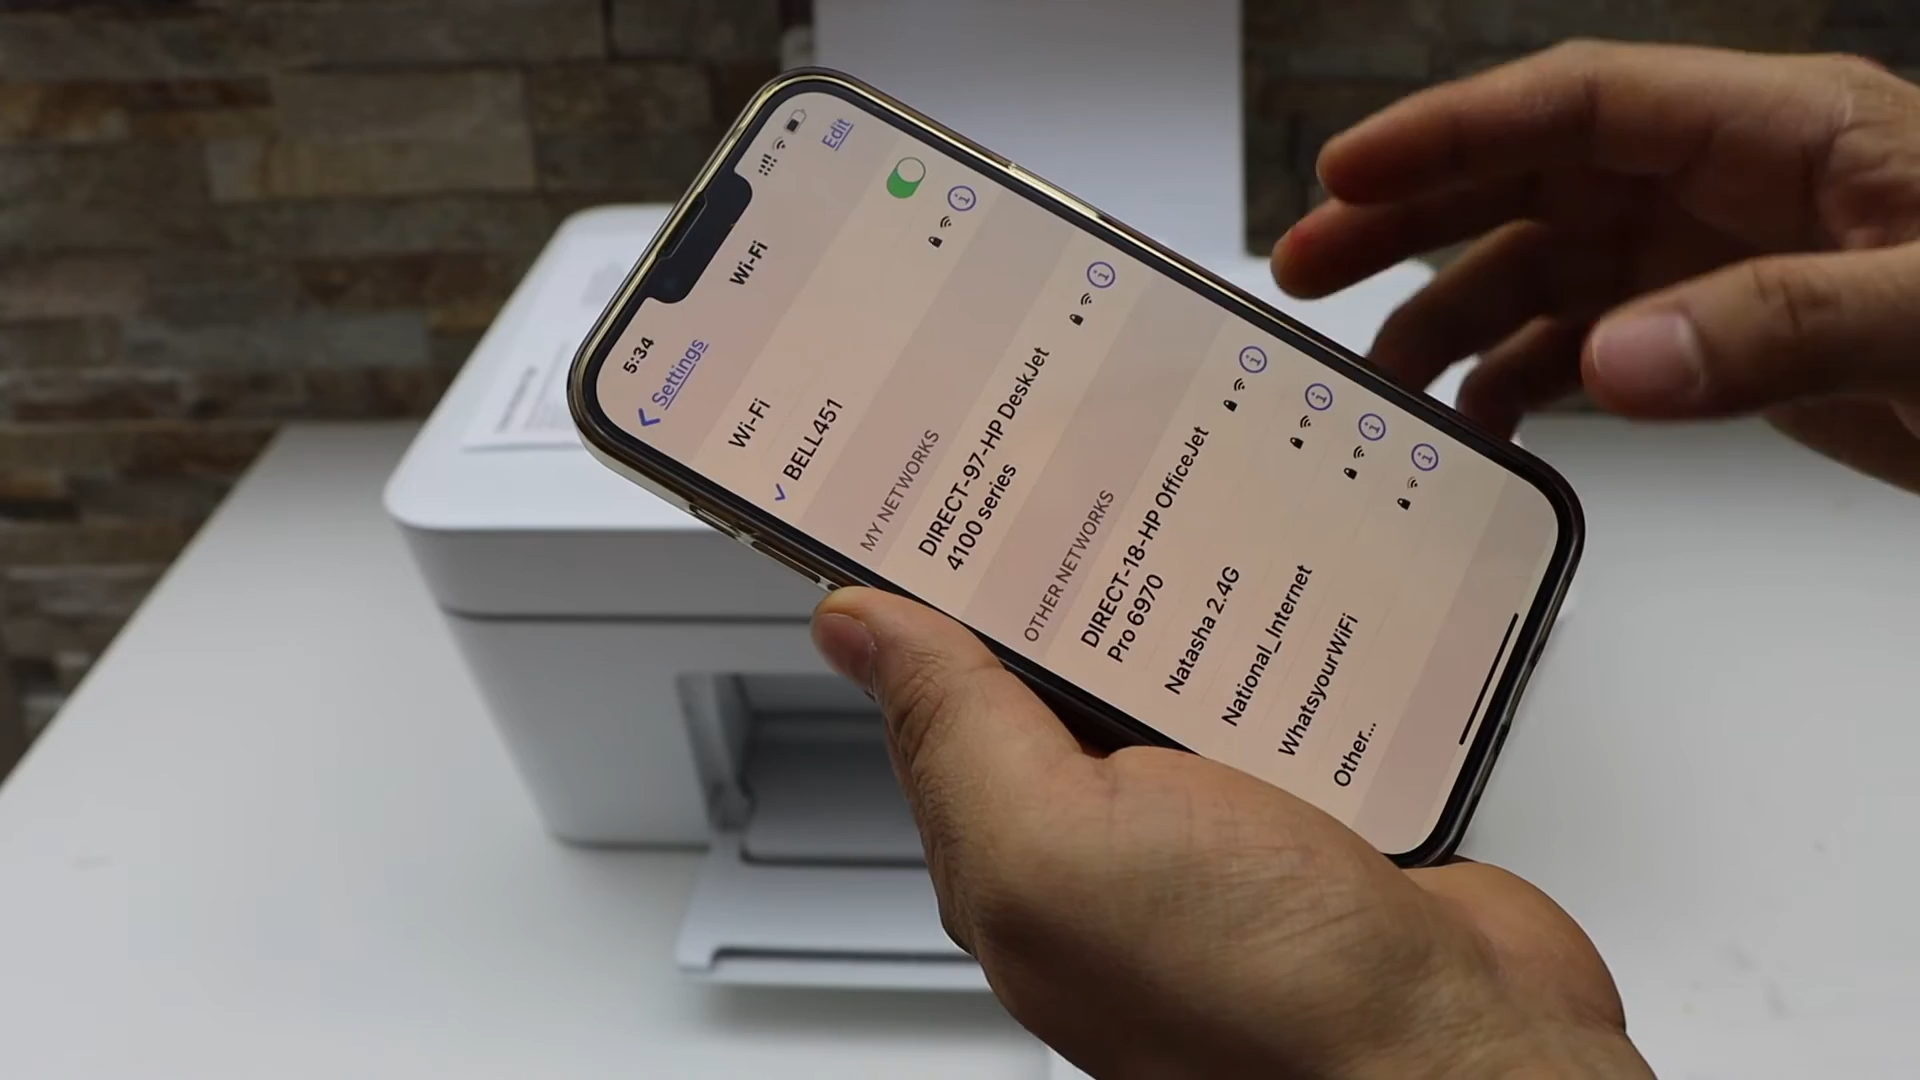 5:34
Settings
Wi-Fi
Edit
Wi-Fi
BELL451
MY NETWORKS
DIRECT-97-HP DeskJet
4100 series
OTHER NETWORKS
DIRECT-18-HP OfficeJet
Pro 6970
Natasha 2.4G
National_Internet
WhatsyourWiFi
Other...